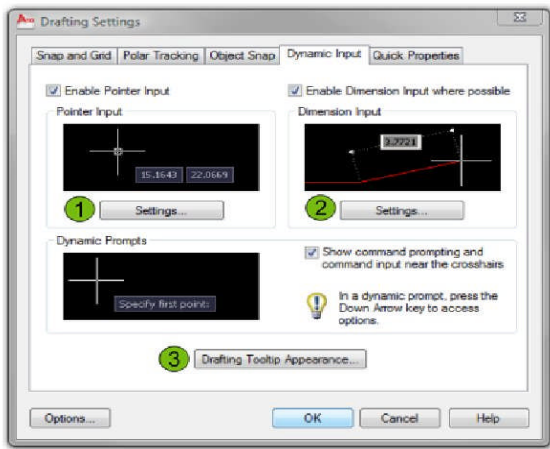 Drafting Settings
Snap and Grid Polar Tracking Object Snap Dynamic Input Quick Properties
Enable Pointer Input
Enable Dimension Input where possible
Pointer Input
Dimension Input
15.1643 22.0669
3.7721
1 Settings...
2 Settings...
Dynamic Prompts
Specify first point:
Show command prompting and
command input near the crosshairs
In a dynamic prompt, press the
Down Arrow key to access
options.
3 Drafting Tooltip Appearance...
Options... OK Cancel Help